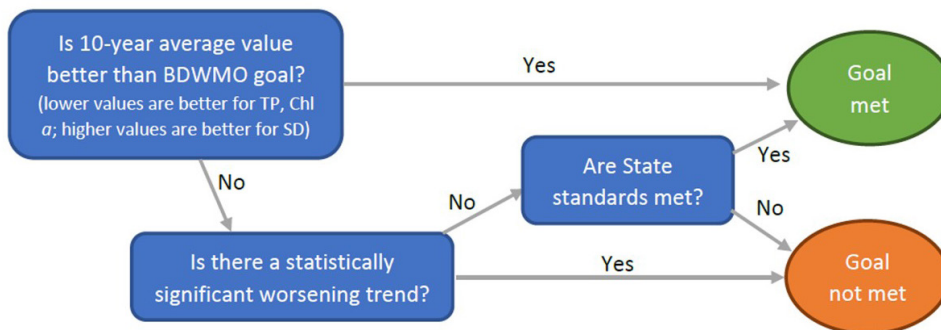 Is 10-year average value
better than BDWMO goal?
(lower values are better for TP, Chl
a; higher values are better for SD)
Yes
Goal
met
No
Is there a statistically
significant worsening trend?
No
Are State
standards met?
Yes
No
Yes
Goal
not met